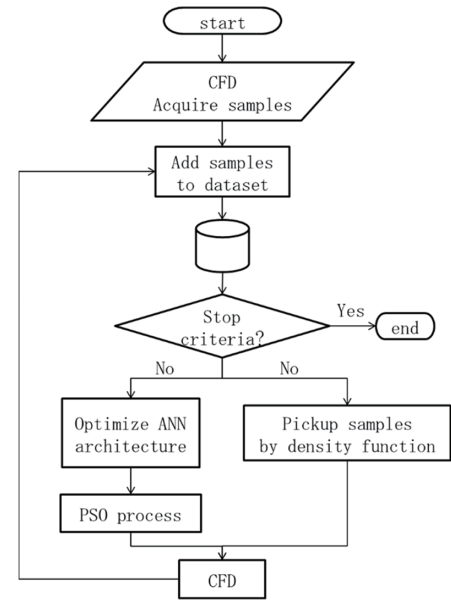 start
CFD
Acquire samples
Add samples
to dataset
Stop
criteria?
Yes
end
No
No
Optimize ANN
architecture
Pickup samples
by density function
PSO process
CFD